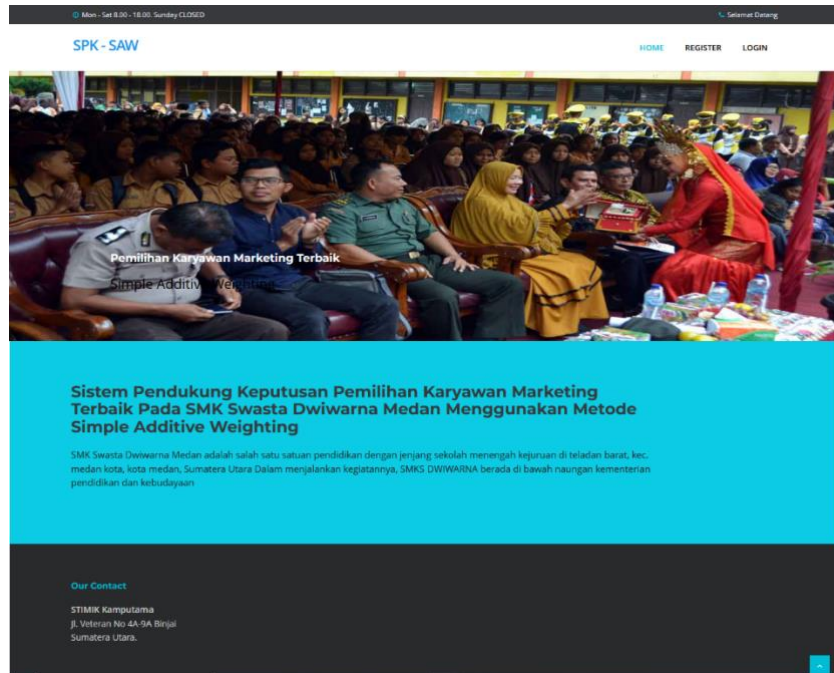 Mon - Sat 8.00 - 18.00. Sunday CLOSED
Selamat Datang
SPK - SAW
HOME REGISTER LOGIN
Pemilihan Karyawan Marketing Terbaik
Simple Additive Weighting
Sistem Pendukung Keputusan Pemilihan Karyawan Marketing
Terbaik Pada SMK Swasta Dwiwarna Medan Menggunakan Metode
Simple Additive Weighting
SMK Swasta Dwiwarna Medan adalah salah satu satuan pendidikan dengan jenjang sekolah menengah kejuruan di teladan barat, kec.
medan kota, kota medan, Sumatera Utara Dalam menjalankan kegiatannya, SMKS DWIWARNA berada di bawah naungan kementerian
pendidikan dan kebudayaan
Our Contact
STIMIK Kamputama
Jl. Veteran No 4A-9A Binjai
Sumatera Utara.